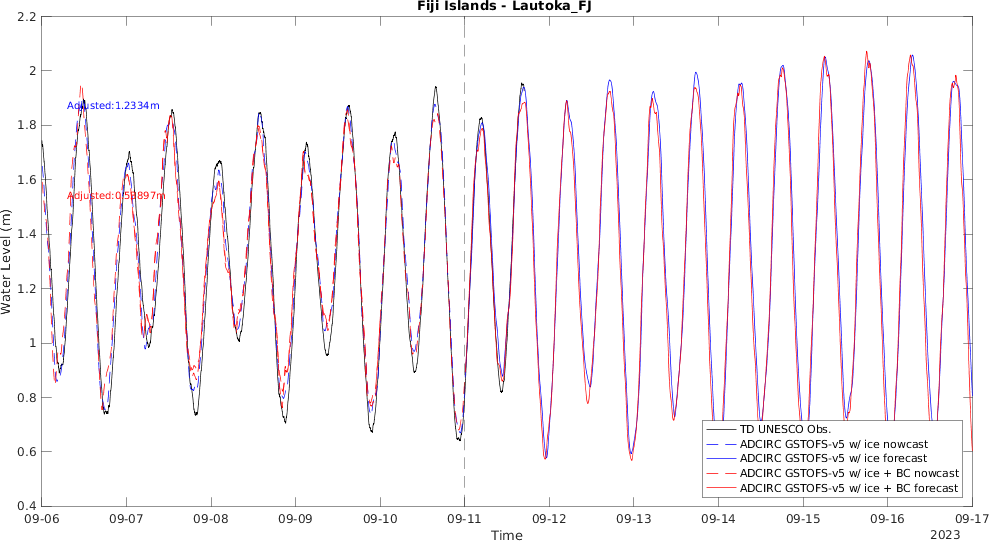 Fiji Islands - Lautoka_FJ
2.2
2
1.8
1.6
1.4
1.2
1
0.8
0.6
0.4
Water Level (m)
Adjusted:1.2334m
TD UNESCO Obs.
ADCIRC GSTOFS-v5 w/ ice nowcast
ADCIRC GSTOFS-v5 w/ ice forecast
ADCIRC GSTOFS-v5 w/ ice + BC nowcast
ADCIRC GSTOFS-v5 w/ ice + BC forecast
09-06 09-07 09-08 09-09 09-10 09-11 09-12 09-13 09-14 09-15 09-16 09-17
Time
2023